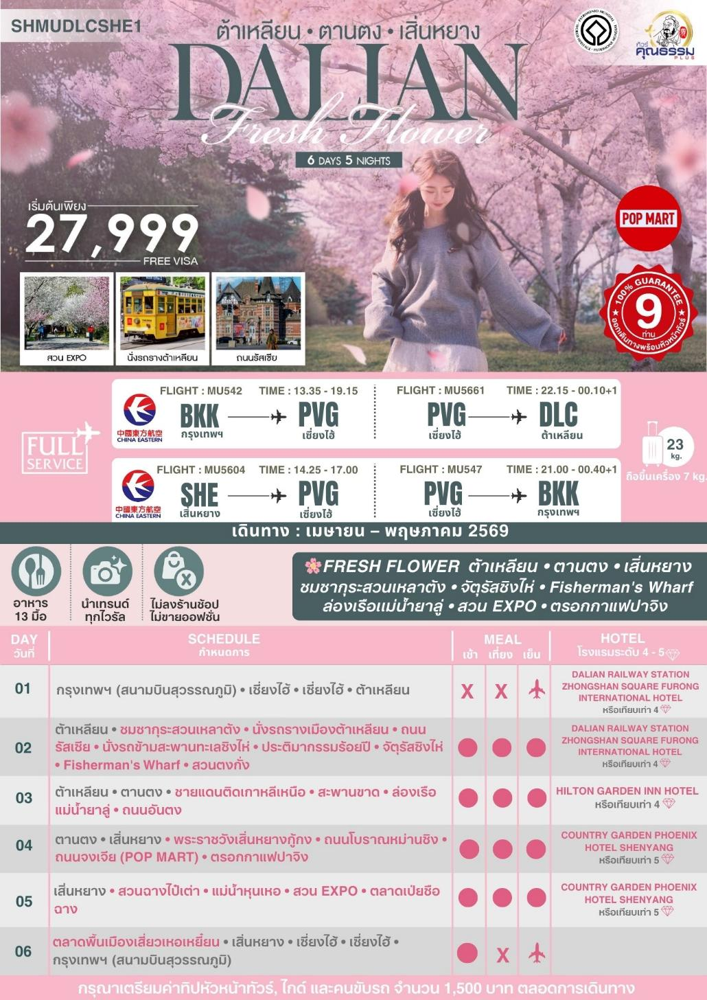 SHMUDLCSHE1
ต้าเหลียน • ตานตง • เสิ่นหยาง
DALIAN
Fresh Flower
6 DAYS 5 NIGHTS
ทัวร์
คุณธรรม
PLUS
เริ่มต้นเพียง
27,999
FREE VISA
POP MART
100% GUARANTEE
9
ท่าน
ออกเดินทางพร้อมหัวหน้าทัวร์
สวน EXPO
นั่งรถรางต้าเหลียน
ถนนรัสเซีย
FULL
SERVICE
FLIGHT : MU542 TIME : 13.35 - 19.15
BKK PVG
กรุงเทพฯ เซี่ยงไฮ้
中國東方航空
CHINA EASTERN
FLIGHT : MU5661 TIME : 22.15 - 00.10+1
PVG DLC
เซี่ยงไฮ้ ต้าเหลียน
FLIGHT : MU5604 TIME : 14.25 - 17.00
SHE PVG
เสิ่นหยาง เซี่ยงไฮ้
中國東方航空
CHINA EASTERN
FLIGHT : MU547 TIME : 21.00 - 00.40+1
PVG BKK
เซี่ยงไฮ้ กรุงเทพฯ
23
kg.
ถือขึ้นเครื่อง 7 kg.
เดินทาง : เมษายน – พฤษภาคม 2569
อาหาร
13 มื้อ
นำเทรนด์
ทุกไวรัล
ไม่ลงร้านช้อป
ไม่ขายออฟชั่น
🌸FRESH FLOWER ต้าเหลียน • ตานตง • เสิ่นหยาง
ชมซากุระสวนเหลาตัง • จัตุรัสชิงไห่ • Fisherman's Wharf
ล่องเรือแม่น้ำยาลู่ • สวน EXPO • ตรอกกาแฟปาจิง
DAY SCHEDULE MEAL HOTEL
วันที่ กำหนดการ เช้า เที่ยง เย็น โรงแรมระดับ 4 - 5
01 กรุงเทพฯ (สนามบินสุวรรณภูมิ) • เซี่ยงไฮ้ • เซี่ยงไฮ้ • ต้าเหลียน X X
DALIAN RAILWAY STATION
ZHONGSHAN SQUARE FURONG
INTERNATIONAL HOTEL
หรือเทียบเท่า 4
02 ต้าเหลียน • ชมซากุระสวนเหลาตัง • นั่งรถรางเมืองต้าเหลียน • ถนน
รัสเซีย • นั่งรถข้ามสะพานทะเลชิงไห่ • ประติมากรรมร้อยปี • จัตุรัสชิงไห่
• Fisherman's Wharf • สวนตงกั่ง
DALIAN RAILWAY STATION
ZHONGSHAN SQUARE FURONG
INTERNATIONAL HOTEL
หรือเทียบเท่า 4
03 ต้าเหลียน • ตานตง • ชายแดนติดเกาหลีเหนือ • สะพานขาด • ล่องเรือ
แม่น้ำยาลู่ • ถนนอันตง
HILTON GARDEN INN HOTEL
หรือเทียบเท่า 4
04 ตานตง • เสิ่นหยาง • พระราชวังเสิ่นหยางกู้กง • ถนนโบราณหม่านชิง •
ถนนจงเจีย (POP MART) • ตรอกกาแฟปาจิง
COUNTRY GARDEN PHOENIX
HOTEL SHENYANG
หรือเทียบเท่า 5
05 เสิ่นหยาง • สวนฉางไป๋เต่า • แม่น้ำหุนเหอ • สวน EXPO • ตลาดเป่ยซือ
ฉาง
COUNTRY GARDEN PHOENIX
HOTEL SHENYANG
หรือเทียบเท่า 5
06 ตลาดพื้นเมืองเสี่ยวเหอเหยี๋ยน • เสิ่นหยาง • เซี่ยงไฮ้ • เซี่ยงไฮ้ •
กรุงเทพฯ (สนามบินสุวรรณภูมิ) X
กรุณาเตรียมค่าทิปหัวหน้าทัวร์, ไกด์ และคนขับรถ จำนวน 1,500 บาท ตลอดการเดินทาง